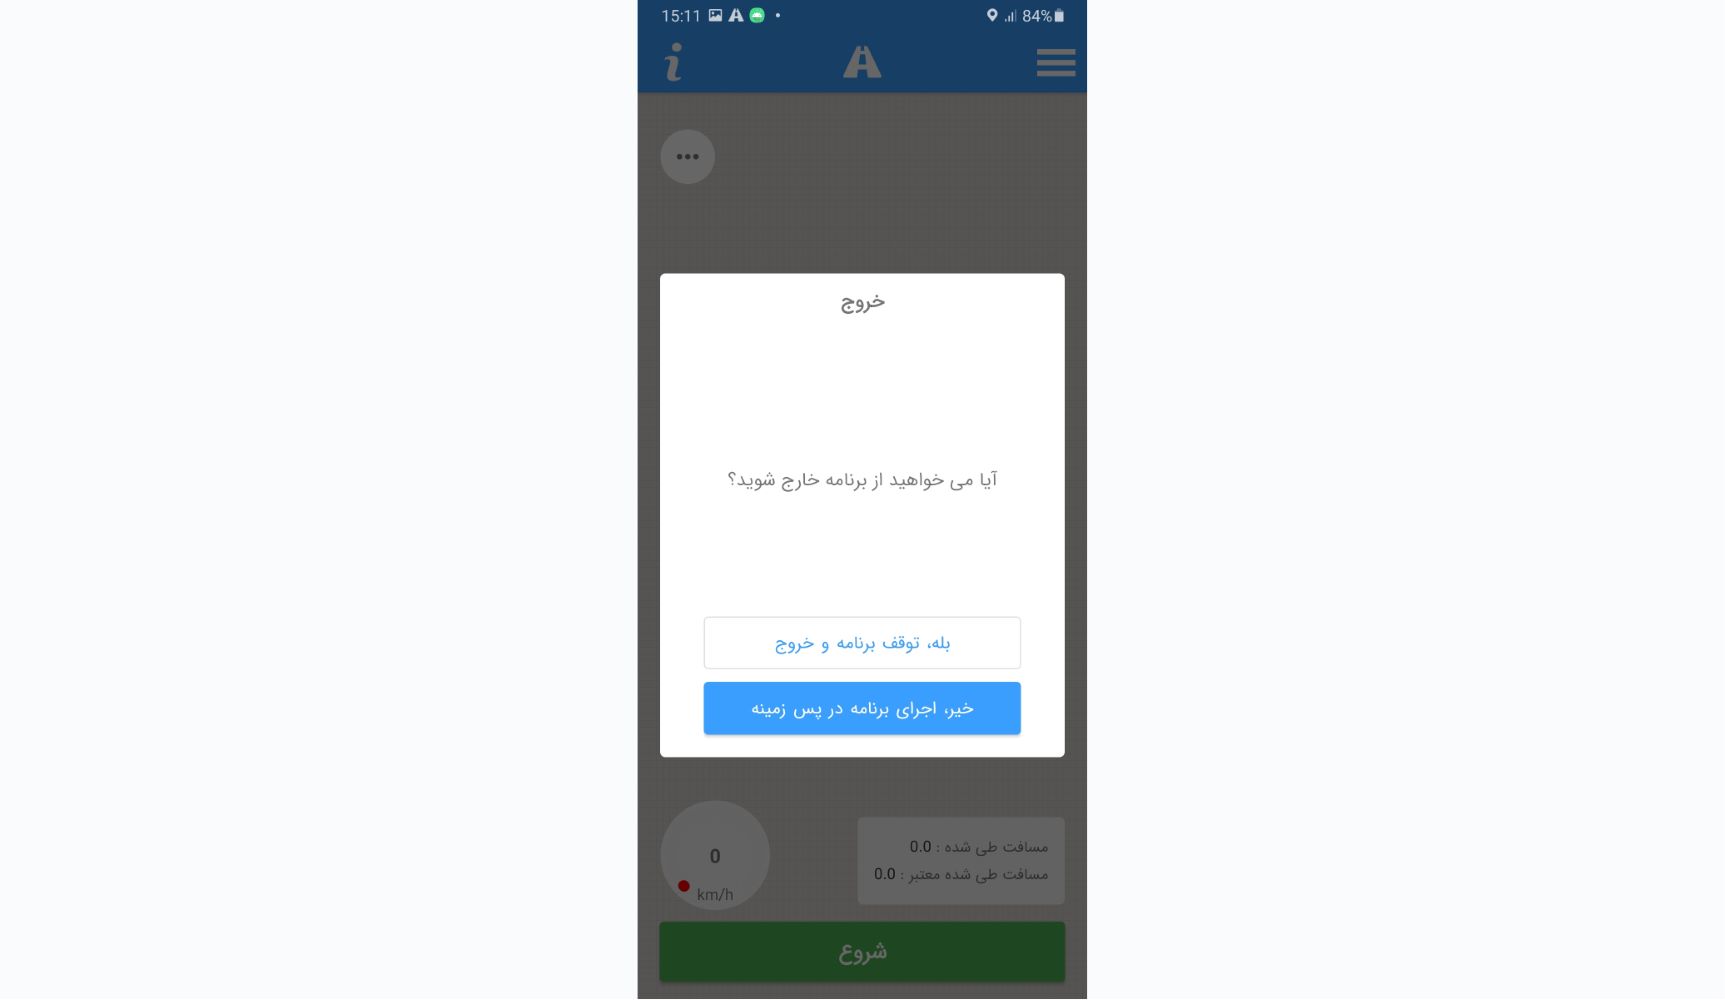 15:11
84%
خروج
آیا می خواهید از برنامه خارج شوید؟
بله، توقف برنامه و خروج
خیر، اجرای برنامه در پس زمینه
مسافت طی شده : 0.0
مسافت طی شده معتبر : 0.0
0
km/h
شروع